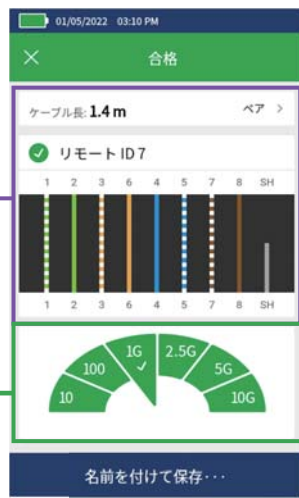 01/05/2022 03:10 PM
× 合格
ケーブル長: 1.4 m ペア >
リモート ID 7
1 2 3 6 4 5 7 8 SH
1 2 3 6 4 5 7 8 SH
10 100 1G 2.5G 5G 10G
名前を付けて保存･･･